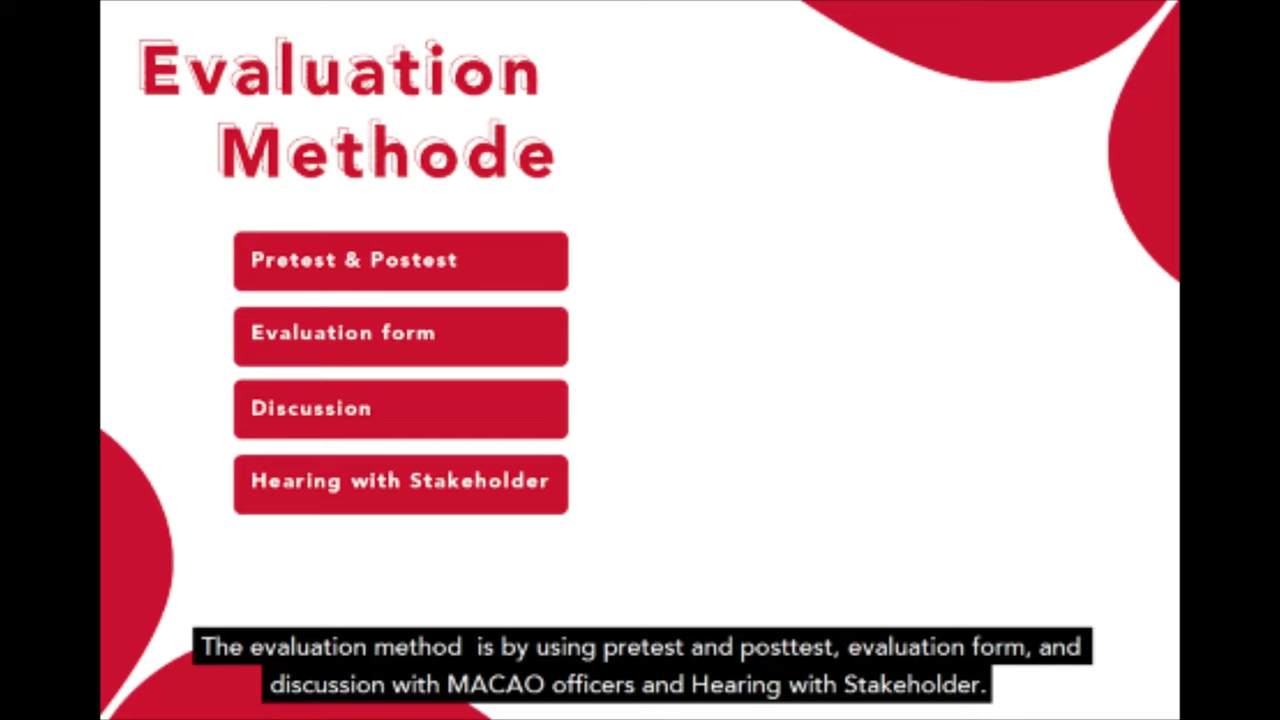 Evaluation
Methode
Pretest & Postest
Evaluation form
Discussion
Hearing with Stakeholder
The evaluation method is by using pretest and posttest, evaluation form, and
discussion with MACAO officers and Hearing with Stakeholder.